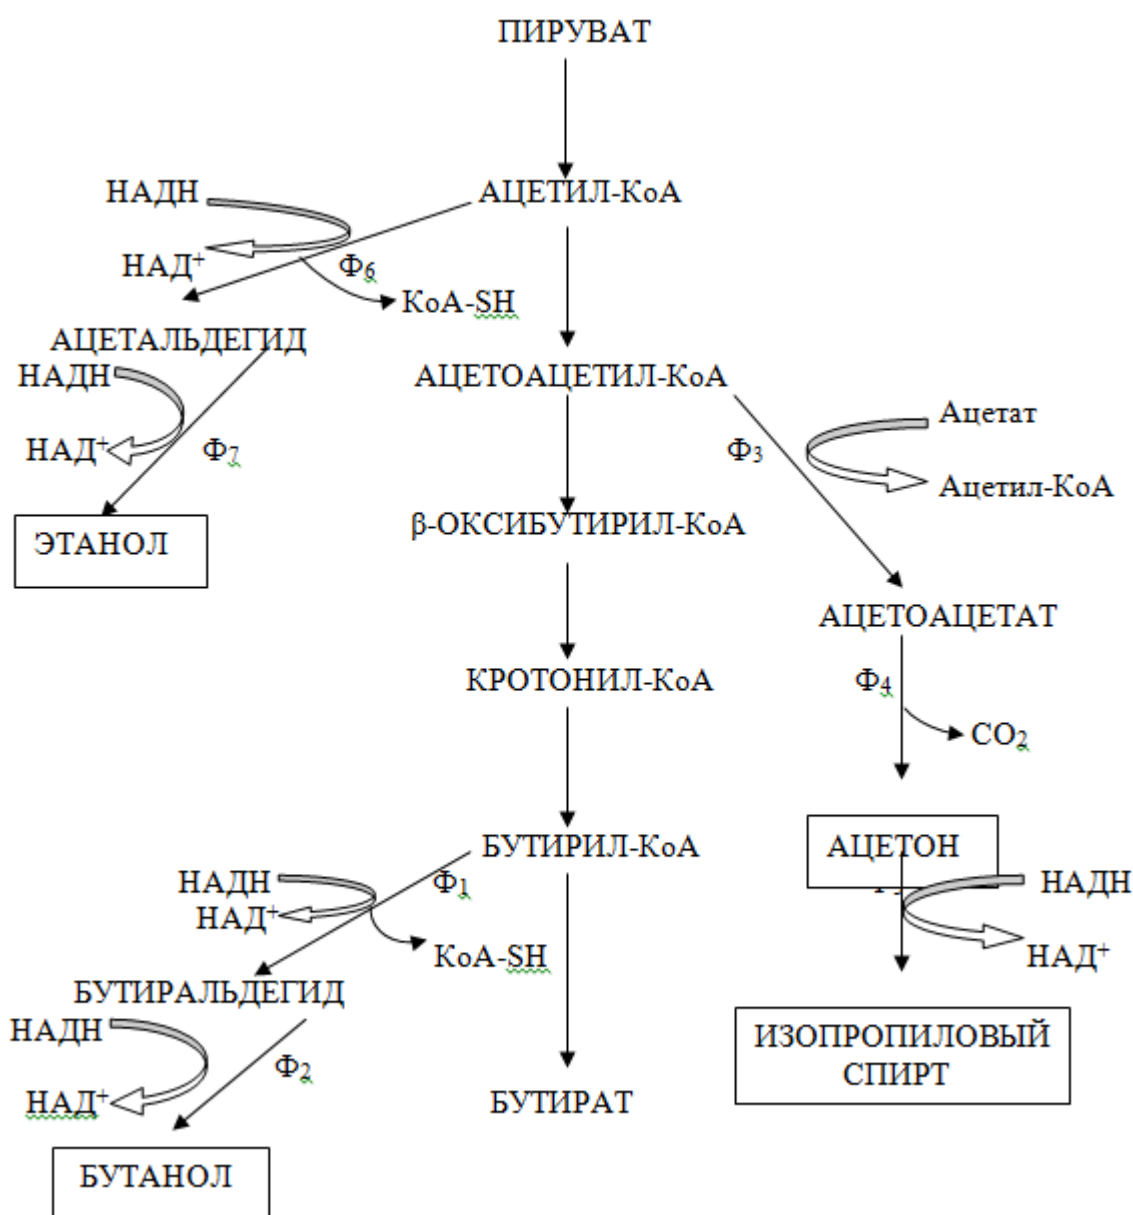 ПИРУВАТ
НАДН
АЦЕТИЛ-КоА
НАД⁺
Ф₆
КоА-SH
АЦЕТАЛЬДЕГИД
НАДН
АЦЕТОАЦЕТИЛ-КоА
Ацетат
НАД⁺
Ф₇
Ф₃
Ацетил-КоА
ЭТАНОЛ
β-ОКСИБУТИРИЛ-КоА
АЦЕТОАЦЕТАТ
КРОТОНИЛ-КоА
Ф₄
CO₂
БУТИРИЛ-КоА
АЦЕТОН
НАДН
Ф₁
НАДН
НАД⁺
КоА-SH
НАД⁺
БУТИРАЛЬДЕГИД
НАДН
ИЗОПРОПИЛОВЫЙ
СПИРТ
Ф₂
НАД⁺
БУТИРАТ
БУТАНОЛ